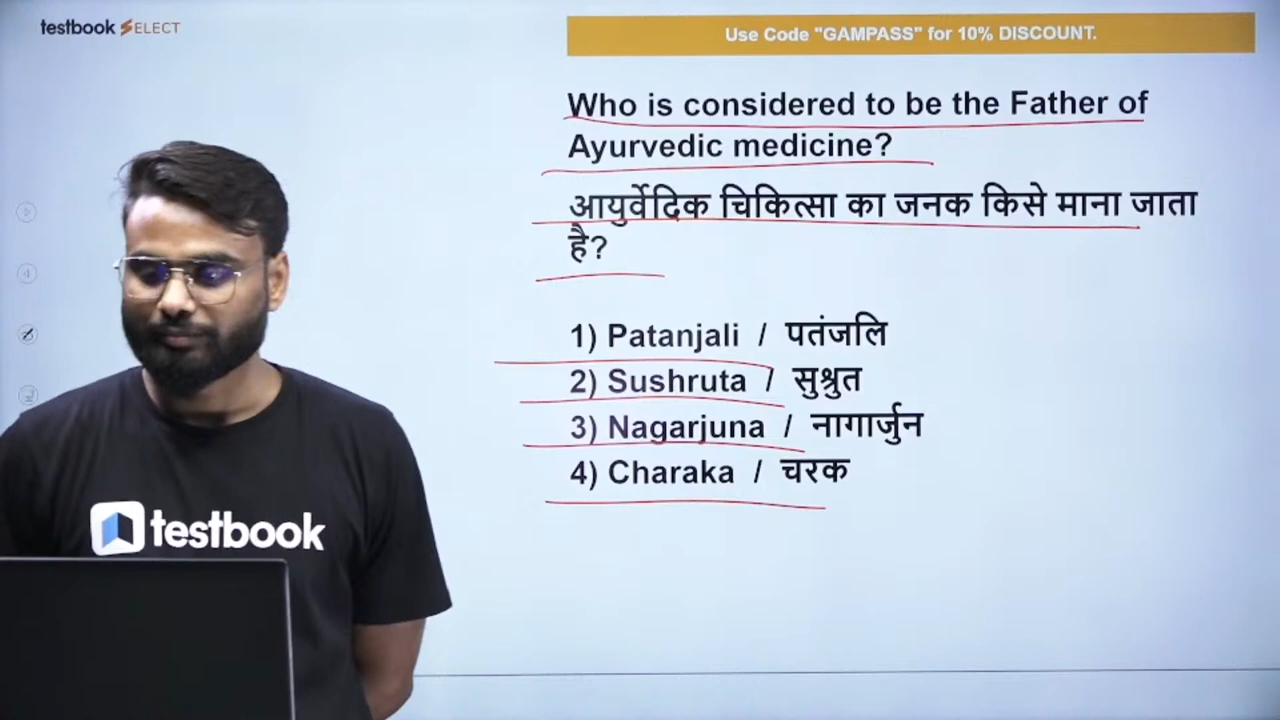 testbook SELECT
Use Code "GAMPASS" for 10% DISCOUNT.
Who is considered to be the Father of
Ayurvedic medicine?
आयुर्वेदिक चिकित्सा का जनक किसे माना जाता
है?
1) Patanjali / पतंजलि
2) Sushruta / सुश्रुत
3) Nagarjuna / नागार्जुन
4) Charaka / चरक
testbook